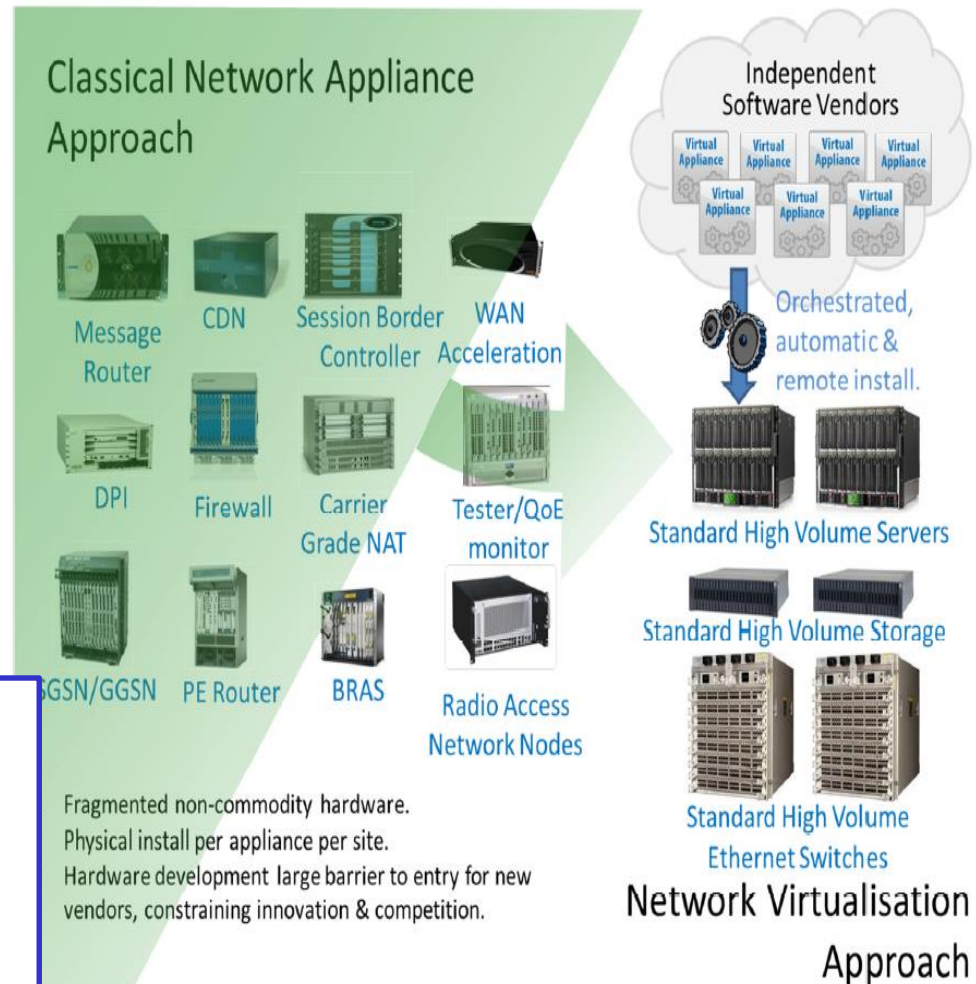 Classical Network Appliance
Approach
Message
Router
CDN
Session Border
Controller
WAN
Acceleration
DPI
Firewall
Carrier
Grade NAT
Tester/QoE
monitor
SGSN/GGSN
PE Router
BRAS
Radio Access
Network Nodes
Fragmented non-commodity hardware.
Physical install per appliance per site.
Hardware development large barrier to entry for new
vendors, constraining innovation & competition.
Independent
Software Vendors
Virtual
Appliance
Virtual
Appliance
Virtual
Appliance
Virtual
Appliance
Virtual
Appliance
Virtual
Appliance
Virtual
Appliance
Orchestrated,
automatic &
remote install.
Standard High Volume Servers
Standard High Volume Storage
Standard High Volume
Ethernet Switches
Network Virtualisation
Approach